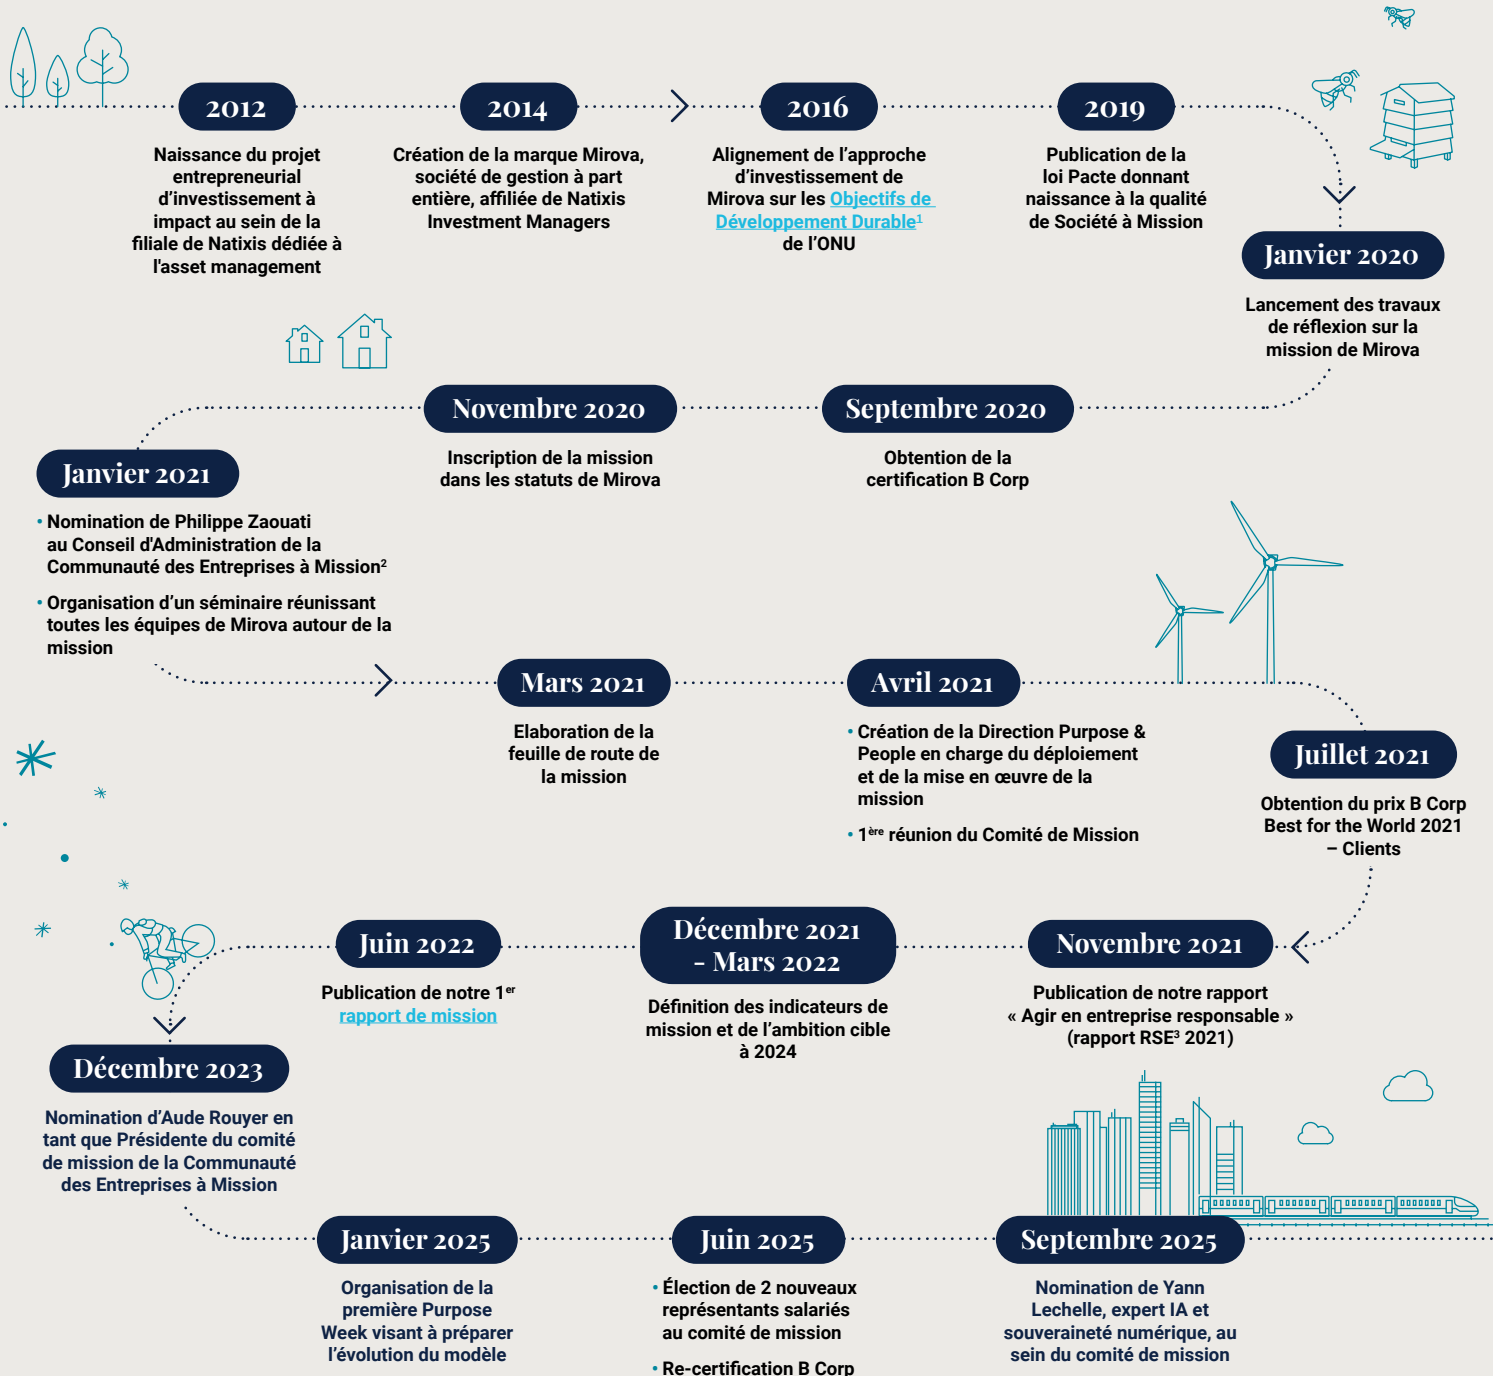 2012
Naissance du projet
entrepreneurial
d’investissement à
impact au sein de la
filiale de Natixis dédiée à
l'asset management
2014
Création de la marque Mirova,
société de gestion à part
entière, affiliée de Natixis
Investment Managers
2016
Alignement de l’approche
d’investissement de
Mirova sur les Objectifs de
Développement Durable¹
de l’ONU
2019
Publication de la
loi Pacte donnant
naissance à la qualité
de Société à Mission
Janvier 2020
Lancement des travaux
de réflexion sur la
mission de Mirova
Septembre 2020
Obtention de la
certification B Corp
Novembre 2020
Inscription de la mission
dans les statuts de Mirova
Janvier 2021
• Nomination de Philippe Zaouati
au Conseil d'Administration de la
Communauté des Entreprises à Mission²
• Organisation d’un séminaire réunissant
toutes les équipes de Mirova autour de la
mission
Mars 2021
Elaboration de la
feuille de route de
la mission
Avril 2021
• Création de la Direction Purpose &
People en charge du déploiement
et de la mise en œuvre de la
mission
• 1ère réunion du Comité de Mission
Juillet 2021
Obtention du prix B Corp
Best for the World 2021
– Clients
Novembre 2021
Publication de notre rapport
« Agir en entreprise responsable »
(rapport RSE³ 2021)
Décembre 2021
- Mars 2022
Définition des indicateurs de
mission et de l’ambition cible
à 2024
Juin 2022
Publication de notre 1er
rapport de mission
Décembre 2023
Nomination d’Aude Rouyer en
tant que Présidente du comité
de mission de la Communauté
des Entreprises à Mission
Janvier 2025
Organisation de la
première Purpose
Week visant à préparer
l’évolution du modèle
Juin 2025
• Élection de 2 nouveaux
représentants salariés
au comité de mission
• Re-certification B Corp
Septembre 2025
Nomination de Yann
Lechelle, expert IA et
souveraineté numérique, au
sein du comité de mission